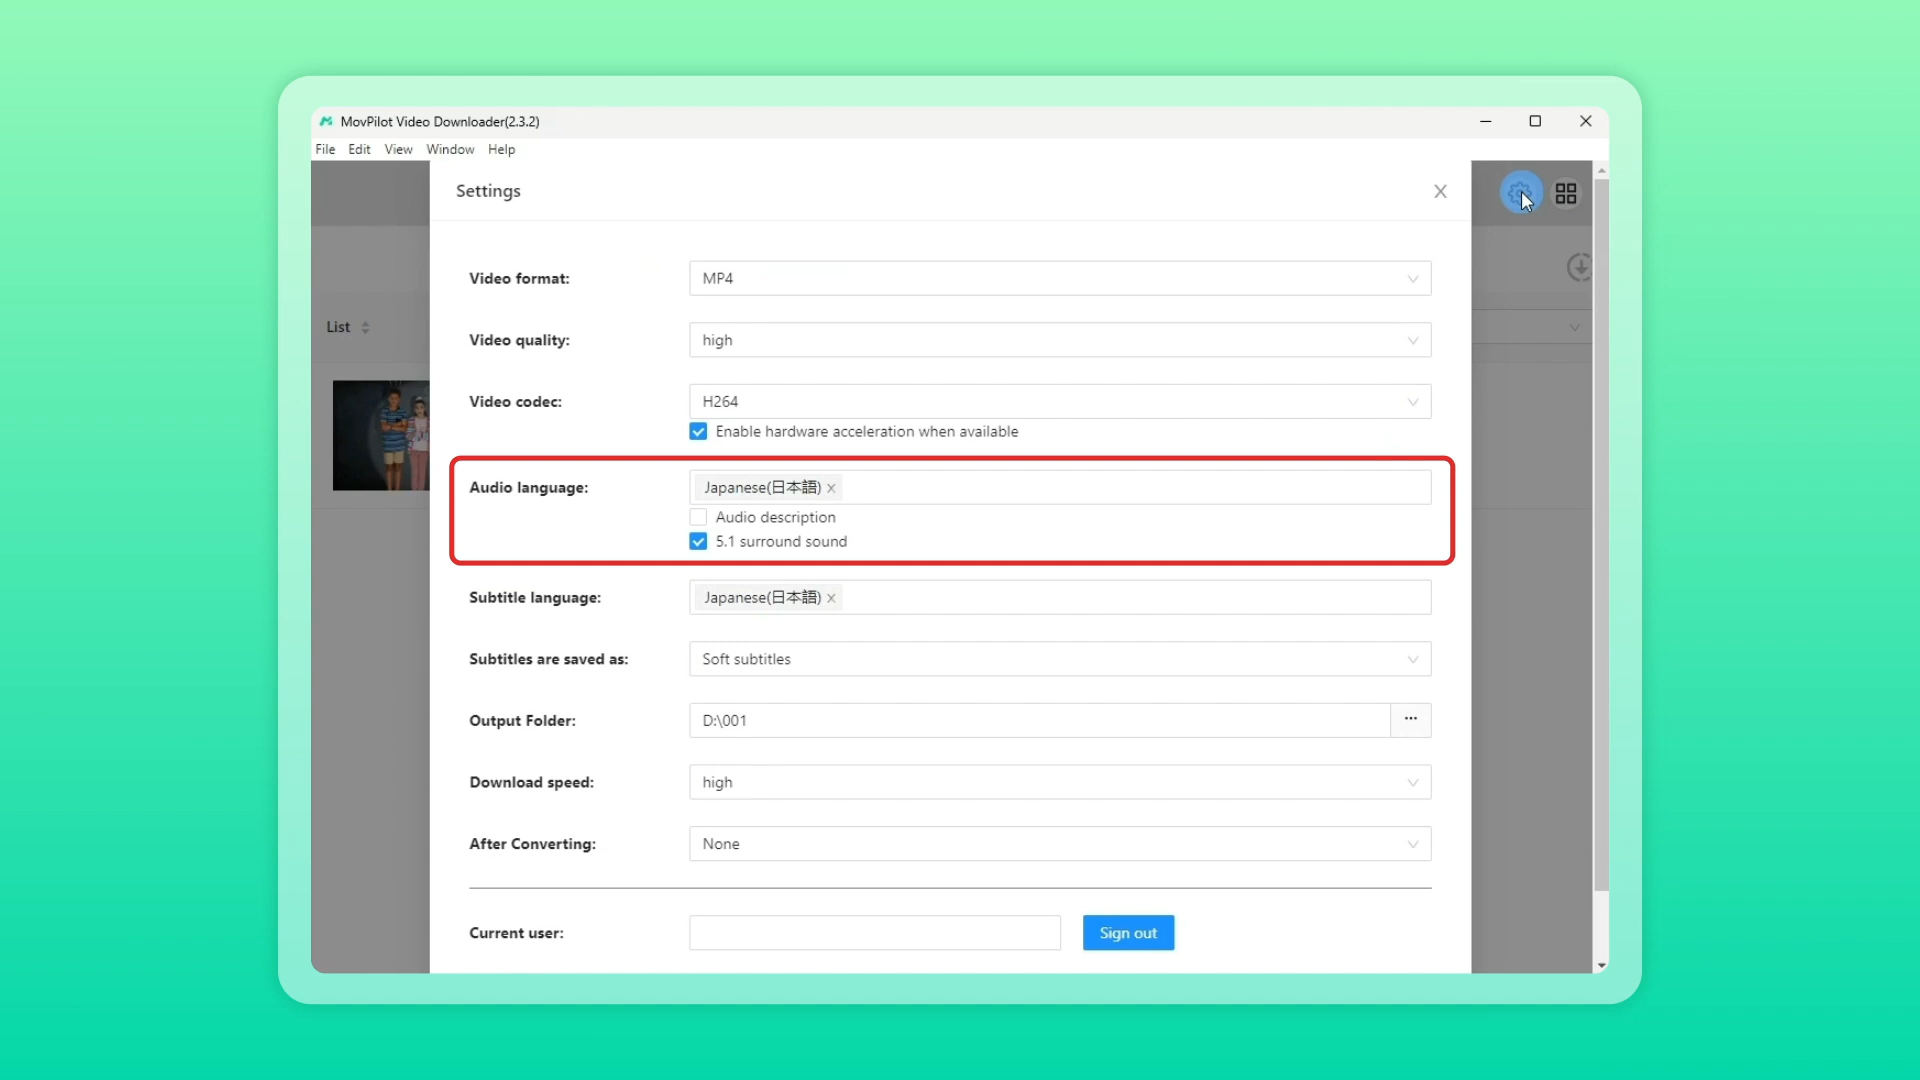 MovPilot Video Downloader(2.3.2)
File Edit View Window Help
Settings
List
Video format: MP4
Video quality: high
Video codec: H264
Enable hardware acceleration when available
Audio language: Japanese(日本語)
Audio description
5.1 surround sound
Subtitle language: Japanese(日本語)
Subtitles are saved as: Soft subtitles
Output Folder: D:\001 ...
Download speed: high
After Converting: None
Current user: Sign out